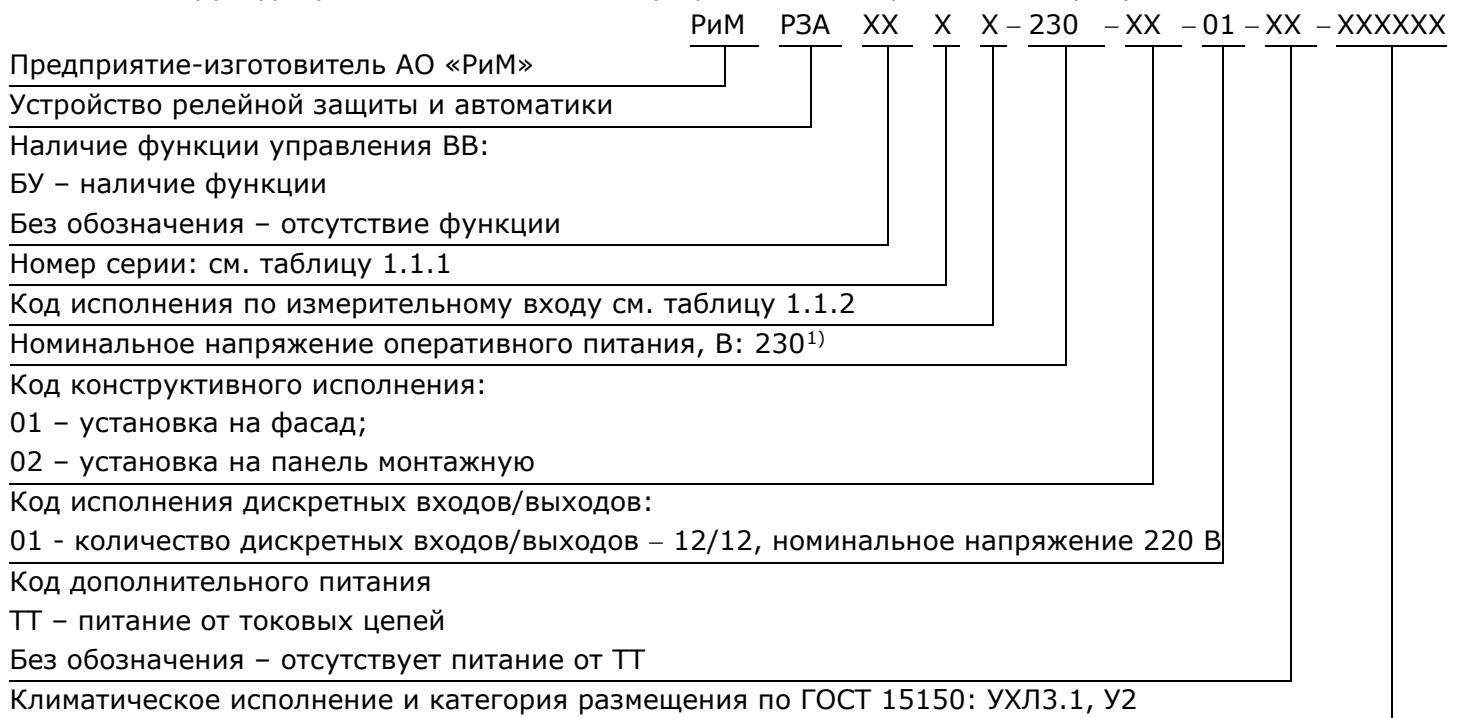 РиМ РЗА ХХ Х Х – 230 – ХХ – 01 – ХХ – ХХХХХХ
Предприятие-изготовитель АО «РиМ»
Устройство релейной защиты и автоматики
Наличие функции управления ВВ:
БУ – наличие функции
Без обозначения – отсутствие функции
Номер серии: см. таблицу 1.1.1
Код исполнения по измерительному входу см. таблицу 1.1.2
Номинальное напряжение оперативного питания, В: 230¹⁾
Код конструктивного исполнения:
01 – установка на фасад;
02 – установка на панель монтажную
Код исполнения дискретных входов/выходов:
01 - количество дискретных входов/выходов – 12/12, номинальное напряжение 220 В
Код дополнительного питания
ТТ – питание от токовых цепей
Без обозначения – отсутствует питание от ТТ
Климатическое исполнение и категория размещения по ГОСТ 15150: УХЛ3.1, У2